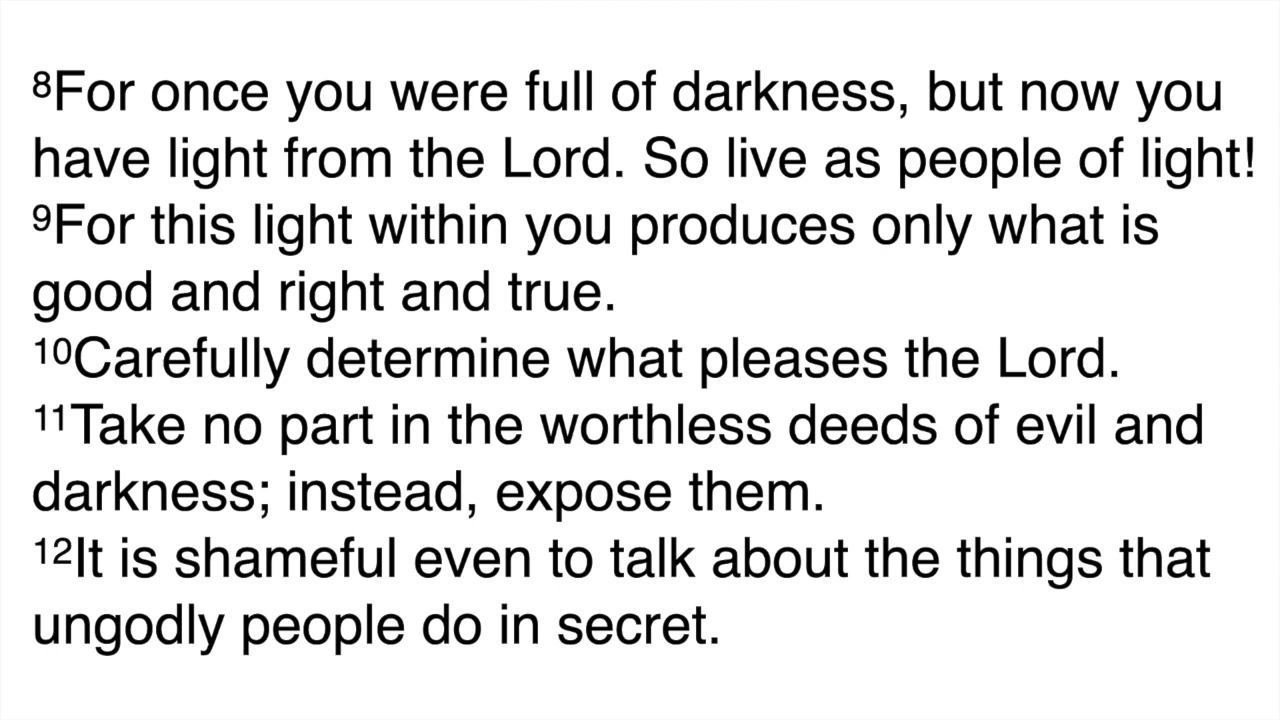 ⁸For once you were full of darkness, but now you
have light from the Lord. So live as people of light!
⁹For this light within you produces only what is
good and right and true.
¹⁰Carefully determine what pleases the Lord.
¹¹Take no part in the worthless deeds of evil and
darkness; instead, expose them.
¹²It is shameful even to talk about the things that
ungodly people do in secret.